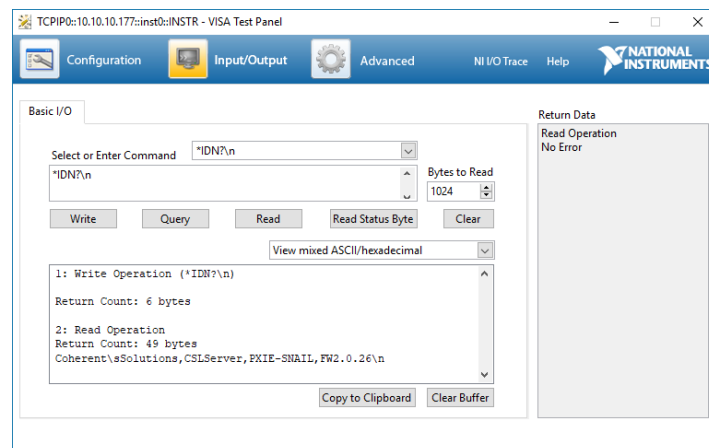 TCPIP0::10.10.10.177::inst0::INSTR - VISA Test Panel
Configuration
Input/Output
Advanced
NI I/O Trace
Help
NATIONAL
INSTRUMENTS
Basic I/O
Select or Enter Command
*IDN?\n
*IDN?\n
Bytes to Read
1024
Write
Query
Read
Read Status Byte
Clear
View mixed ASCII/hexadecimal
1: Write Operation (*IDN?\n)
Return Count: 6 bytes
2: Read Operation
Return Count: 49 bytes
Coherent\sSolutions,CSLServer,PXIE-SNAIL,FW2.0.26\n
Copy to Clipboard
Clear Buffer
Return Data
Read Operation
No Error